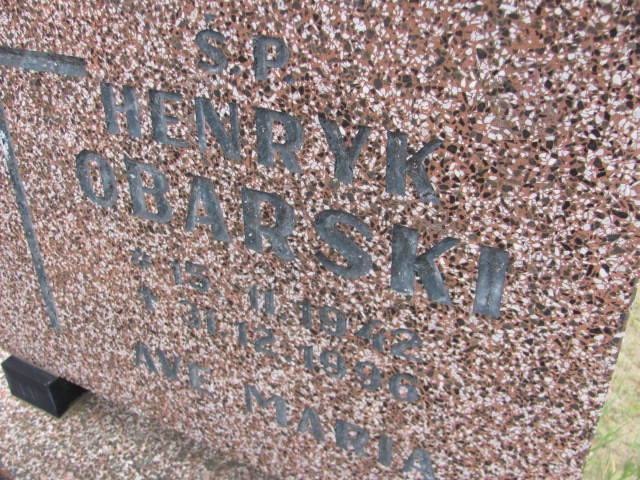 Ś.P.
HENRYK
OBARSKI
* 15 11 1942
† 31 12 1996
AVE MARIA